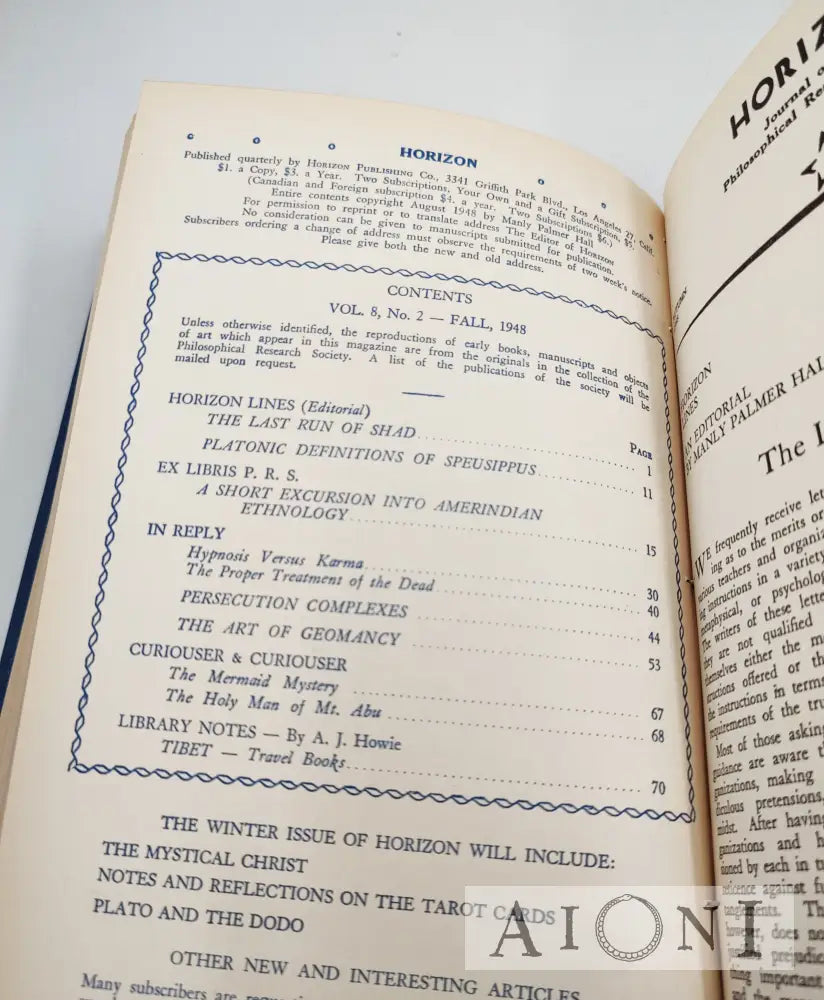 HORIZON
Published quarterly by HORIZON PUBLISHING CO., 3341 Griffith Park Blvd., Los Angeles 27, Calif.
$1. a Copy, $3. a Year. Two Subscriptions, Your Own and a Gift Subscription, $5.
(Canadian and Foreign subscription $4. a year. Two Subscriptions $6.)
Entire contents copyright August 1948 by Manly Palmer Hall
For permission to reprint or to translate address The Editor of HORIZON
No consideration can be given to manuscripts submitted for publication.
Subscribers ordering a change of address must observe the requirements of two week's notice.
Please give both the new and old address.
CONTENTS
VOL. 8, No. 2 — FALL, 1948
Unless otherwise identified, the reproductions of early books, manuscripts and objects
of art which appear in this magazine are from the originals in the collection of the
Philosophical Research Society. A list of the publications of the society will be
mailed upon request.
PAGE
HORIZON LINES (Editorial)
THE LAST RUN OF SHAD 1
PLATONIC DEFINITIONS OF SPEUSIPPUS 11
EX LIBRIS P. R. S.
A SHORT EXCURSION INTO AMERINDIAN
ETHNOLOGY 15
IN REPLY
Hypnosis Versus Karma 30
The Proper Treatment of the Dead 40
PERSECUTION COMPLEXES 44
THE ART OF GEOMANCY 53
CURIOUSER & CURIOUSER
The Mermaid Mystery 67
The Holy Man of Mt. Abu 68
LIBRARY NOTES — By A. J. Howie
TIBET — Travel Books 70
THE WINTER ISSUE OF HORIZON WILL INCLUDE:
THE MYSTICAL CHRIST
NOTES AND REFLECTIONS ON THE TAROT CARDS
PLATO AND THE DODO
OTHER NEW AND INTERESTING ARTICLES
Many subscribers are
HORIZ
Journal o
Philosophical Re
HORIZON
LINES
AN EDITORIAL
BY MANLY PALMER HAL
The L
WE frequently receive let
ing as to the merits or
various teachers and organiz
ing instructions in a variety
metaphysical, or psycholog
The writers of these lette
they are not qualified
themselves either the m
structions offered or th
the instructions in terms
requirements of the tru
Most of those asking
guidance are aware th
ganizations, making
diculous pretensions,
midst. After having
ganizations and h
sioned by each in t
reticence against fu
tanglements. Th
however, does no
justified prejudic
thing important
AIONI